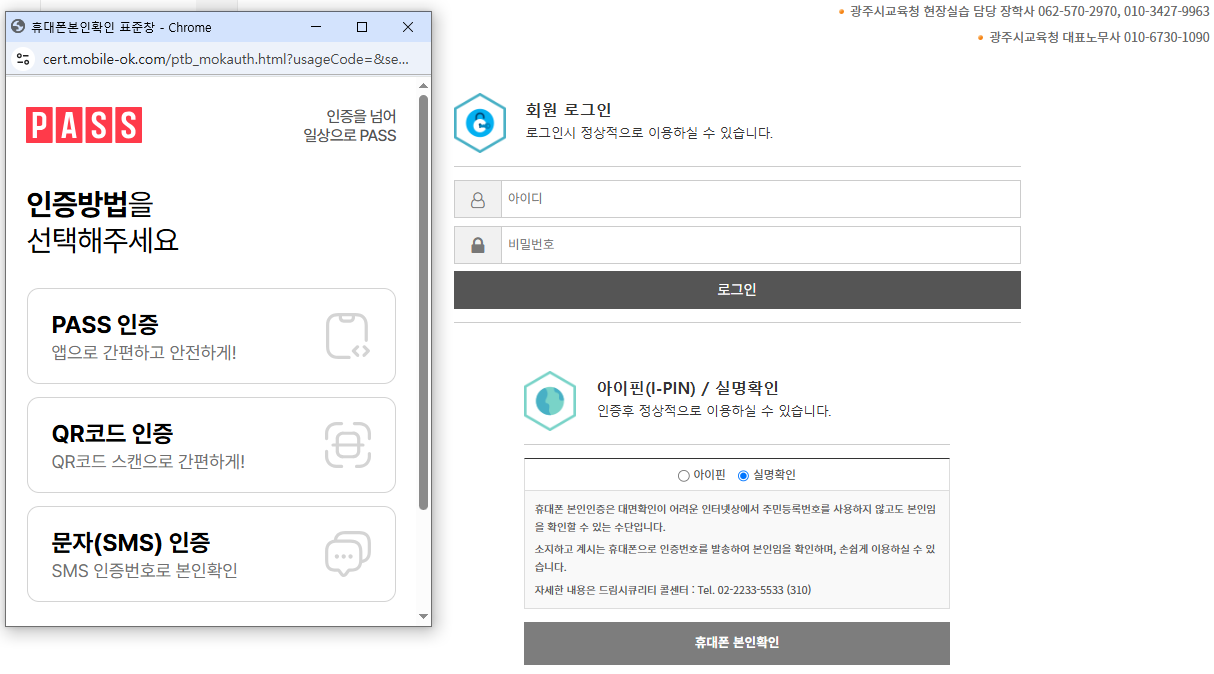 휴대폰본인확인 표준창 - Chrome
cert.mobile-ok.com/ptb_mokauth.html?usageCode=&se...
PASS
인증을 넘어
일상으로 PASS
인증방법을
선택해주세요
PASS 인증
앱으로 간편하고 안전하게!
QR코드 인증
QR코드 스캔으로 간편하게!
문자(SMS) 인증
SMS 인증번호로 본인확인
광주시교육청 현장실습 담당 장학사 062-570-2970, 010-3427-9963
광주시교육청 대표노무사 010-6730-1090
회원 로그인
로그인시 정상적으로 이용하실 수 있습니다.
아이디
비밀번호
로그인
아이핀(I-PIN) / 실명확인
인증후 정상적으로 이용하실 수 있습니다.
아이핀 실명확인
휴대폰 본인인증은 대면확인이 어려운 인터넷상에서 주민등록번호를 사용하지 않고도 본인임
을 확인할 수 있는 수단입니다.
소지하고 계시는 휴대폰으로 인증번호를 발송하여 본인임을 확인하며, 손쉽게 이용하실 수 있
습니다.
자세한 내용은 드림시큐리티 콜센터 : Tel. 02-2233-5533 (310)
휴대폰 본인확인